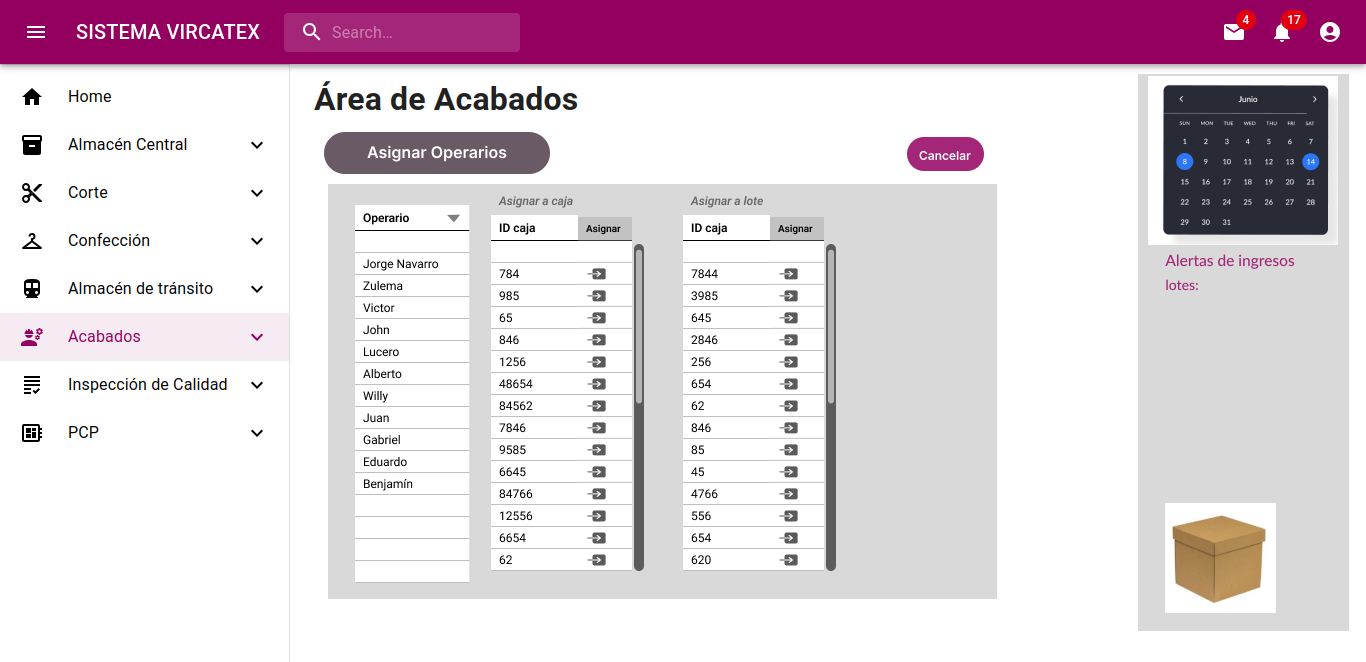 SISTEMA VIRCATEX
Search…
4
17
Home
Almacén Central
Corte
Confección
Almacén de tránsito
Acabados
Inspección de Calidad
PCP
Área de Acabados
Asignar Operarios
Cancelar
Operario
Jorge Navarro
Zulema
Victor
John
Lucero
Alberto
Willy
Juan
Gabriel
Eduardo
Benjamín
Asignar a caja
ID caja Asignar
784
985
65
846
1256
48654
84562
7846
9585
6645
84766
12556
6654
62
Asignar a lote
ID caja Asignar
7844
3985
645
2846
256
654
62
846
85
45
4766
556
654
620
Junio
SUN MON TUE WED THU FRI SAT
1 2 3 4 5 6 7
8 9 10 11 12 13 14
15 16 17 18 19 20 21
22 23 24 25 26 27 28
29 30 31
Alertas de ingresos
lotes: